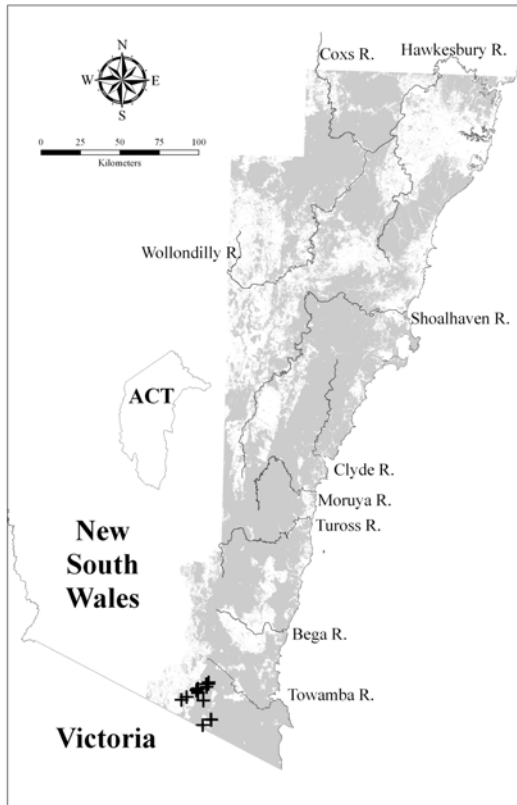 Coxs R.
Hawkesbury R.
N
W E
S
0 25 50 75 100
Kilometers
Wollondilly R.
Shoalhaven R.
ACT
Clyde R.
Moruya R.
Tuross R.
New
South
Wales
Bega R.
Towamba R.
Victoria